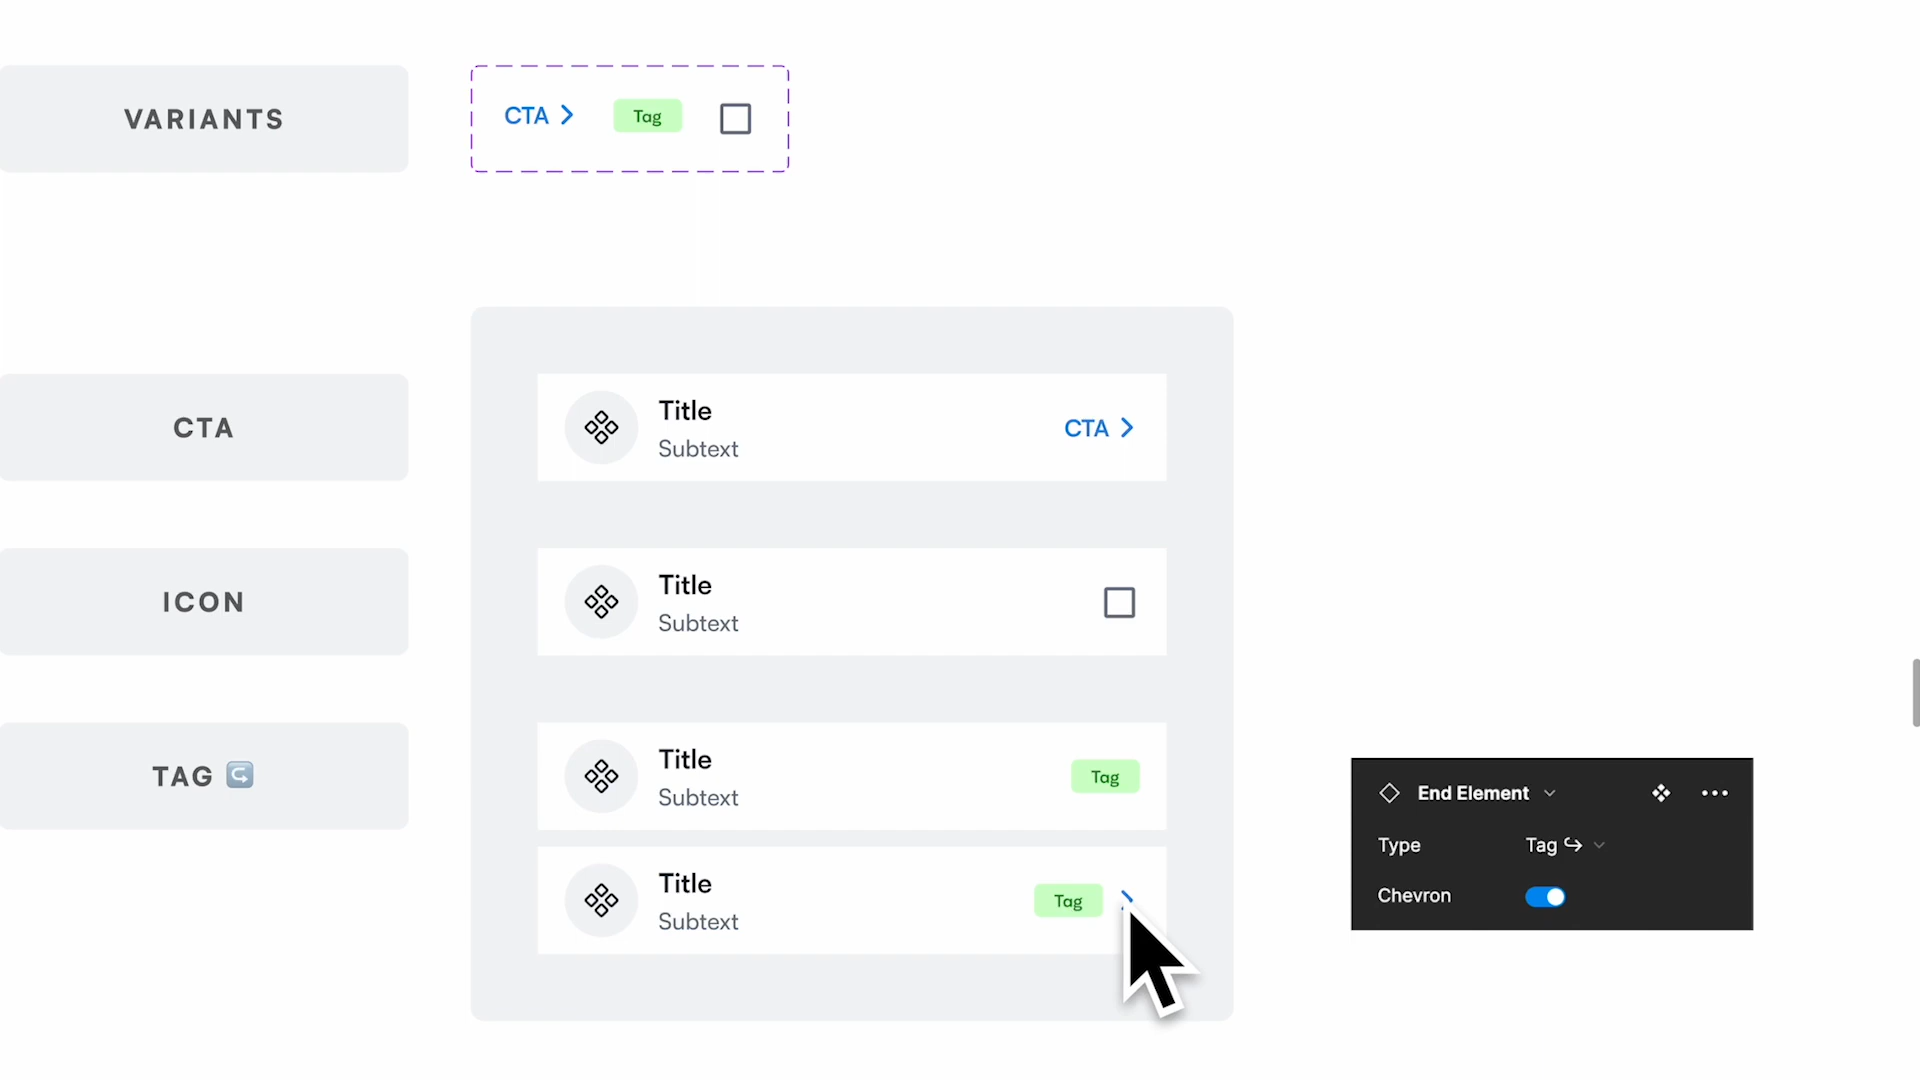 VARIANTS
CTA
Tag
CTA
Title
Subtext
CTA
ICON
Title
Subtext
TAG ↪️
Title
Subtext
Tag
Title
Subtext
Tag
End Element
Type
Tag ↪
Chevron